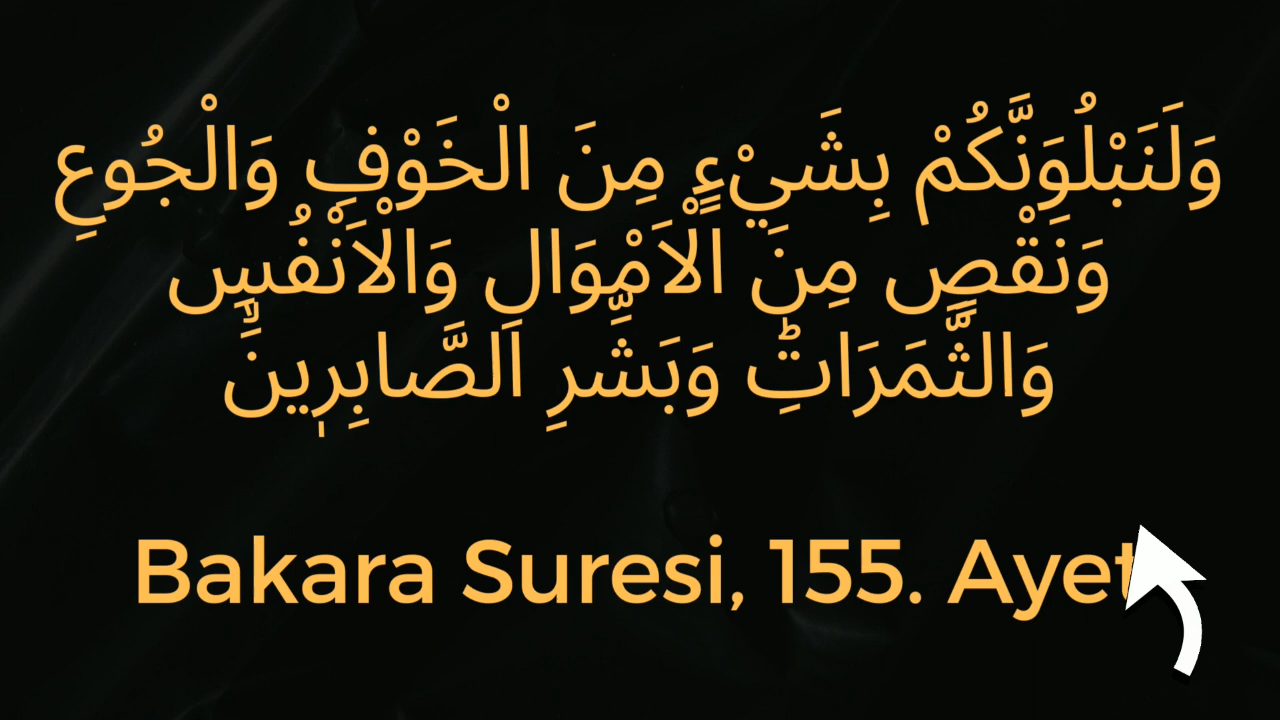 وَلَنَبْلُوَنَّكُمْ بِشَيْءٍ مِنَ الْخَوْفِ وَالْجُوعِ
وَنَقْصٍ مِنَ الْاَمْوَالِ وَالْاَنْفُسِ
وَالثَّمَرَاتِۜ وَبَشِّرِ الصَّابِرٖينَۙ
Bakara Suresi, 155. Ayet